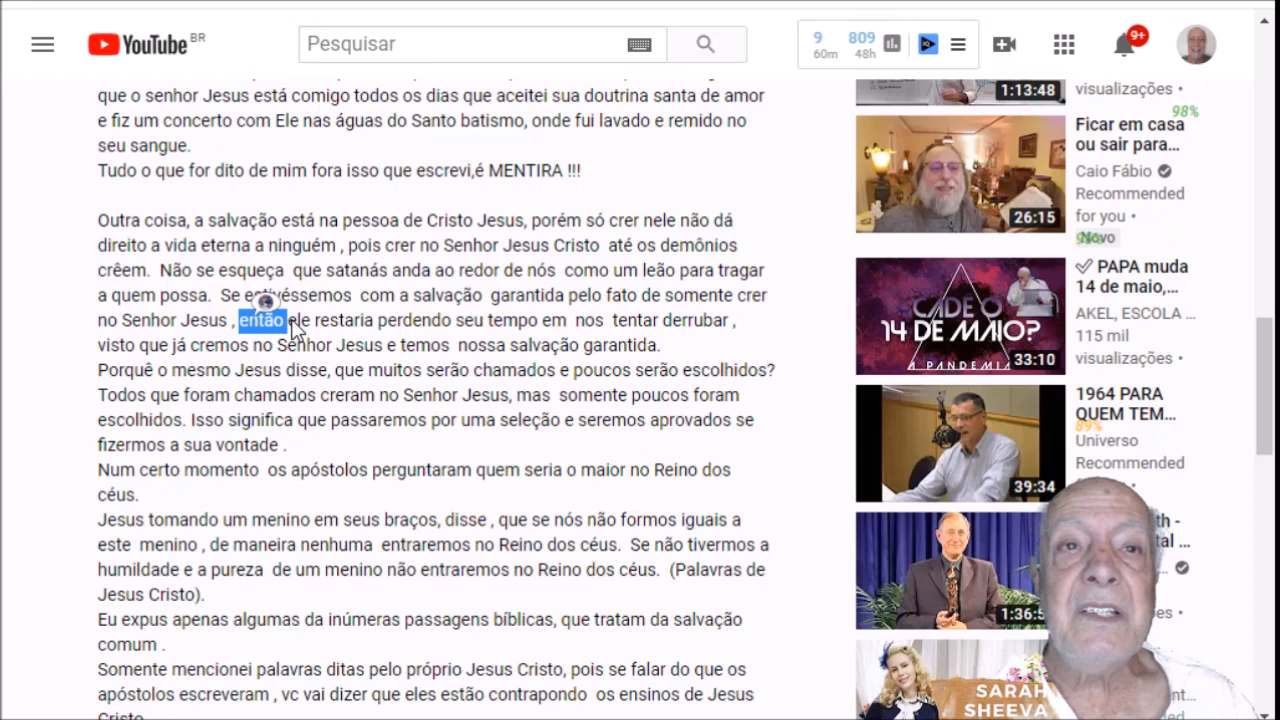 YouTube BR
Pesquisar
9
60m
809
48h
9+
que o senhor Jesus está comigo todos os dias que aceitei sua doutrina santa de amor
e fiz um concerto com Ele nas águas do Santo batismo, onde fui lavado e remido no
seu sangue.
Tudo o que for dito de mim fora isso que escrevi,é MENTIRA !!!
Outra coisa, a salvação está na pessoa de Cristo Jesus, porém só crer nele não dá
direito a vida eterna a ninguém , pois crer no Senhor Jesus Cristo até os demônios
crêem. Não se esqueça que satanás anda ao redor de nós como um leão para tragar
a quem possa. Se estivéssemos com a salvação garantida pelo fato de somente crer
no Senhor Jesus , então ele restaria perdendo seu tempo em nos tentar derrubar ,
visto que já cremos no Senhor Jesus e temos nossa salvação garantida.
Porquê o mesmo Jesus disse, que muitos serão chamados e poucos serão escolhidos?
Todos que foram chamados creram no Senhor Jesus, mas somente poucos foram
escolhidos. Isso significa que passaremos por uma seleção e seremos aprovados se
fizermos a sua vontade .
Num certo momento os apóstolos perguntaram quem seria o maior no Reino dos
céus.
Jesus tomando um menino em seus braços, disse , que se nós não formos iguais a
este menino , de maneira nenhuma entraremos no Reino dos céus. Se não tivermos a
humildade e a pureza de um menino não entraremos no Reino dos céus. (Palavras de
Jesus Cristo).
Eu expus apenas algumas da inúmeras passagens bíblicas, que tratam da salvação
comum .
Somente mencionei palavras ditas pelo próprio Jesus Cristo, pois se falar do que os
apóstolos escreveram , vc vai dizer que eles estão contrapondo os ensinos de Jesus
Cristo
1:13:48
visualizações •
98%
Ficar em casa
ou sair para...
Caio Fábio
Recommended
for you •
Novo
26:15
CADE O
14 DE MAIO?
A PANDEMIA
33:10
PAPA muda
14 de maio,...
AKEL, ESCOLA ...
115 mil
visualizações •
39:34
1964 PARA
QUEM TEM...
89%
Universo
Recommended
SARAH
SHEEVA